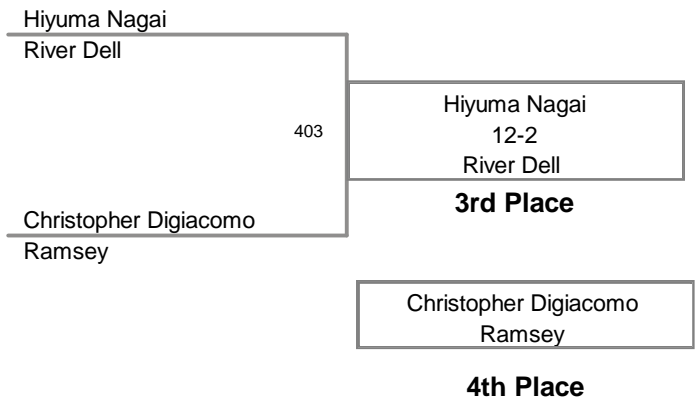 Hiyuma Nagai
River Dell
403
Hiyuma Nagai
12-2
River Dell
3rd Place
Christopher Digiacomo
Ramsey
Christopher Digiacomo
Ramsey
4th Place